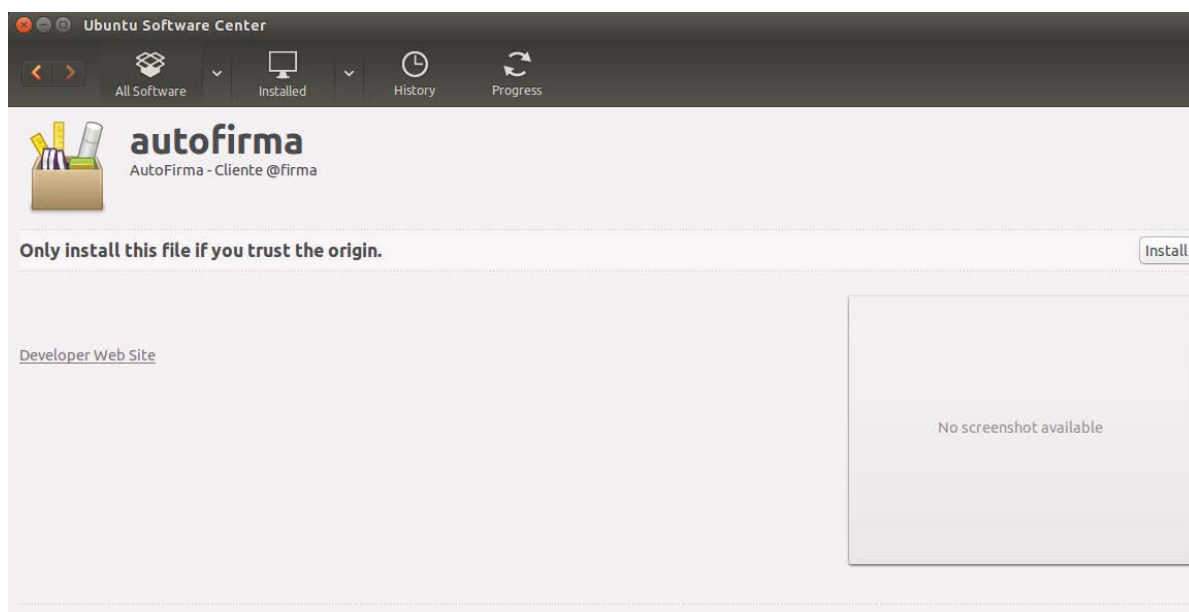 Ubuntu Software Center
All Software
Installed
History
Progress
autofirma
AutoFirma - Cliente @firma
Only install this file if you trust the origin.
Install
Developer Web Site
No screenshot available